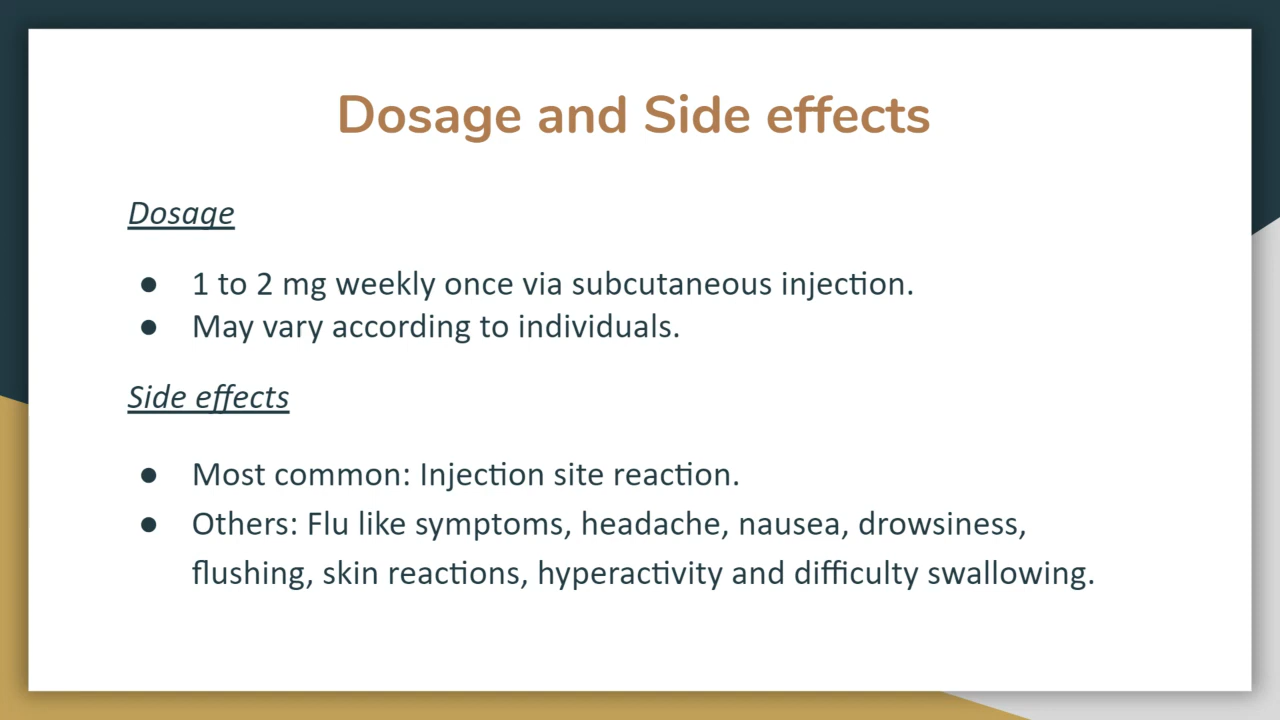 Dosage and Side effects
Dosage
● 1 to 2 mg weekly once via subcutaneous injection.
● May vary according to individuals.
Side effects
● Most common: Injection site reaction.
● Others: Flu like symptoms, headache, nausea, drowsiness,
flushing, skin reactions, hyperactivity and difficulty swallowing.